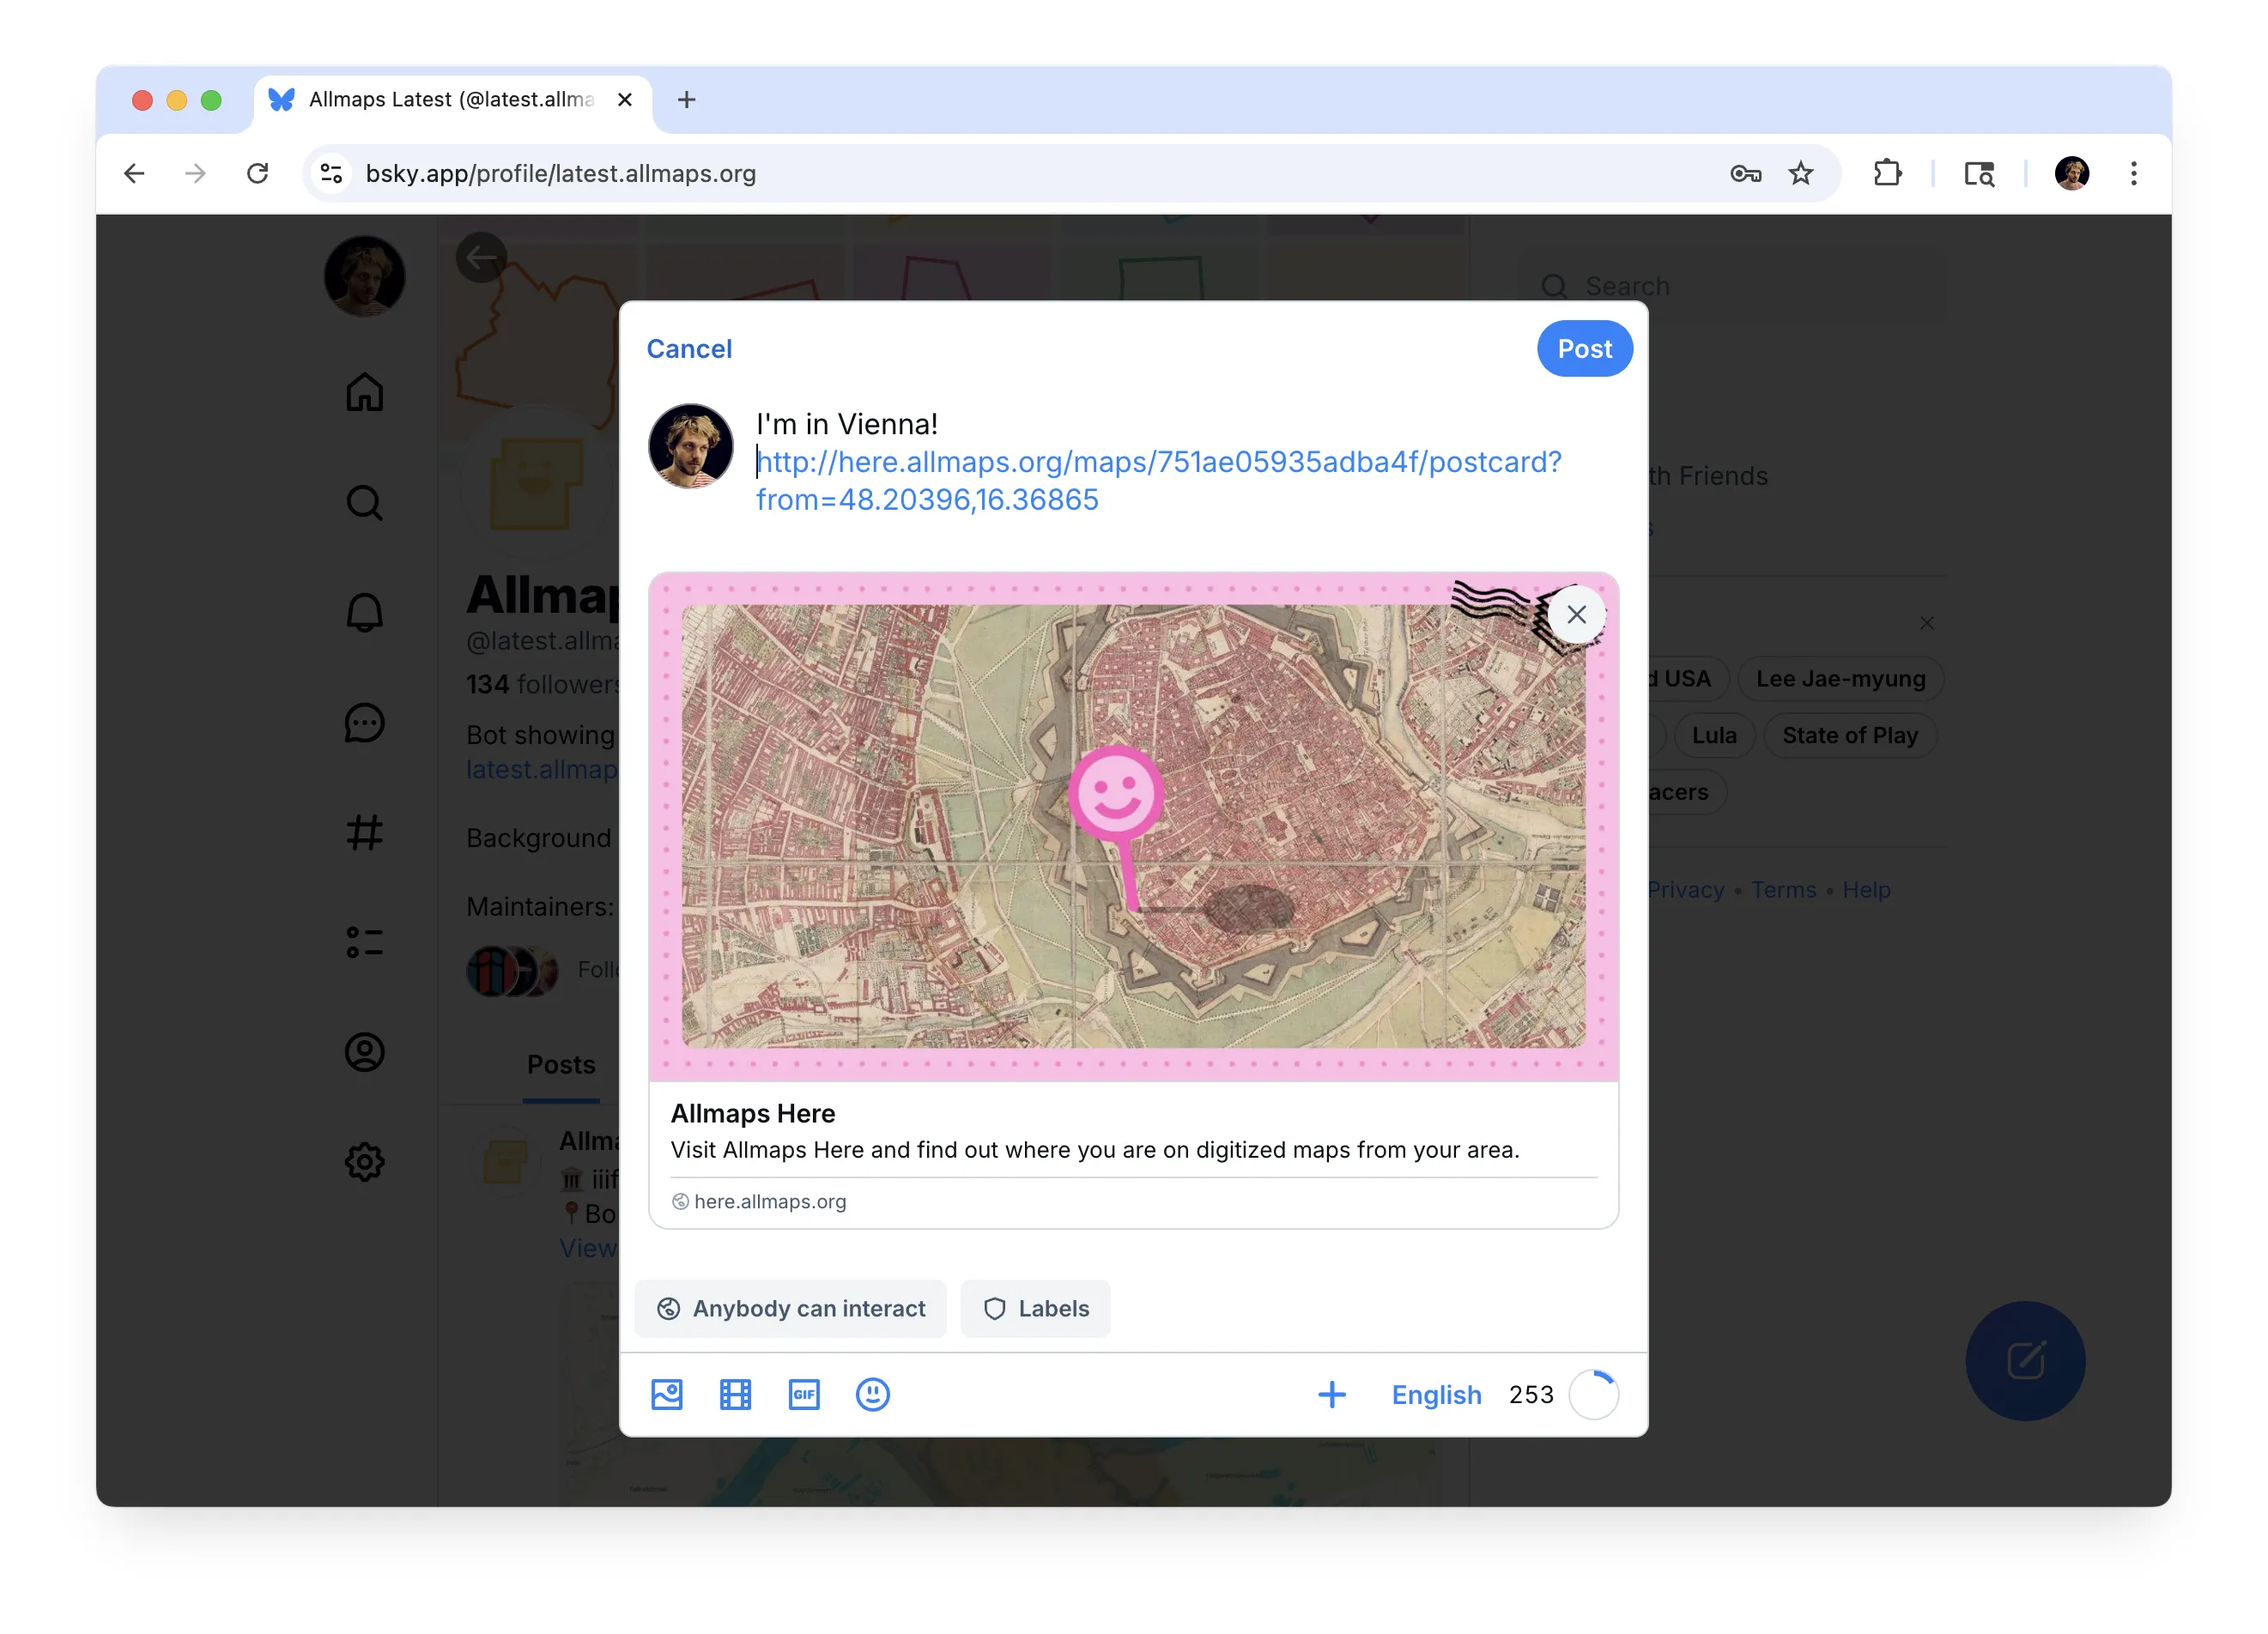 Allmaps Latest (@latest.allma
bsky.app/profile/latest.allmaps.org
Search
Cancel
Post
I'm in Vienna!
http://here.allmaps.org/maps/751ae05935adba4f/postcard?
from=48.20396,16.36865
th Friends
Allmap
@latest.allma
134 followers
Bot showing
latest.allmap
Background
Maintainers:
Follo
d USA
Lee Jae-myung
Lula
State of Play
acers
Privacy • Terms • Help
Posts
Allma
iiif
Bo
View
Allmaps Here
Visit Allmaps Here and find out where you are on digitized maps from your area.
here.allmaps.org
Anybody can interact
Labels
GIF
English
253